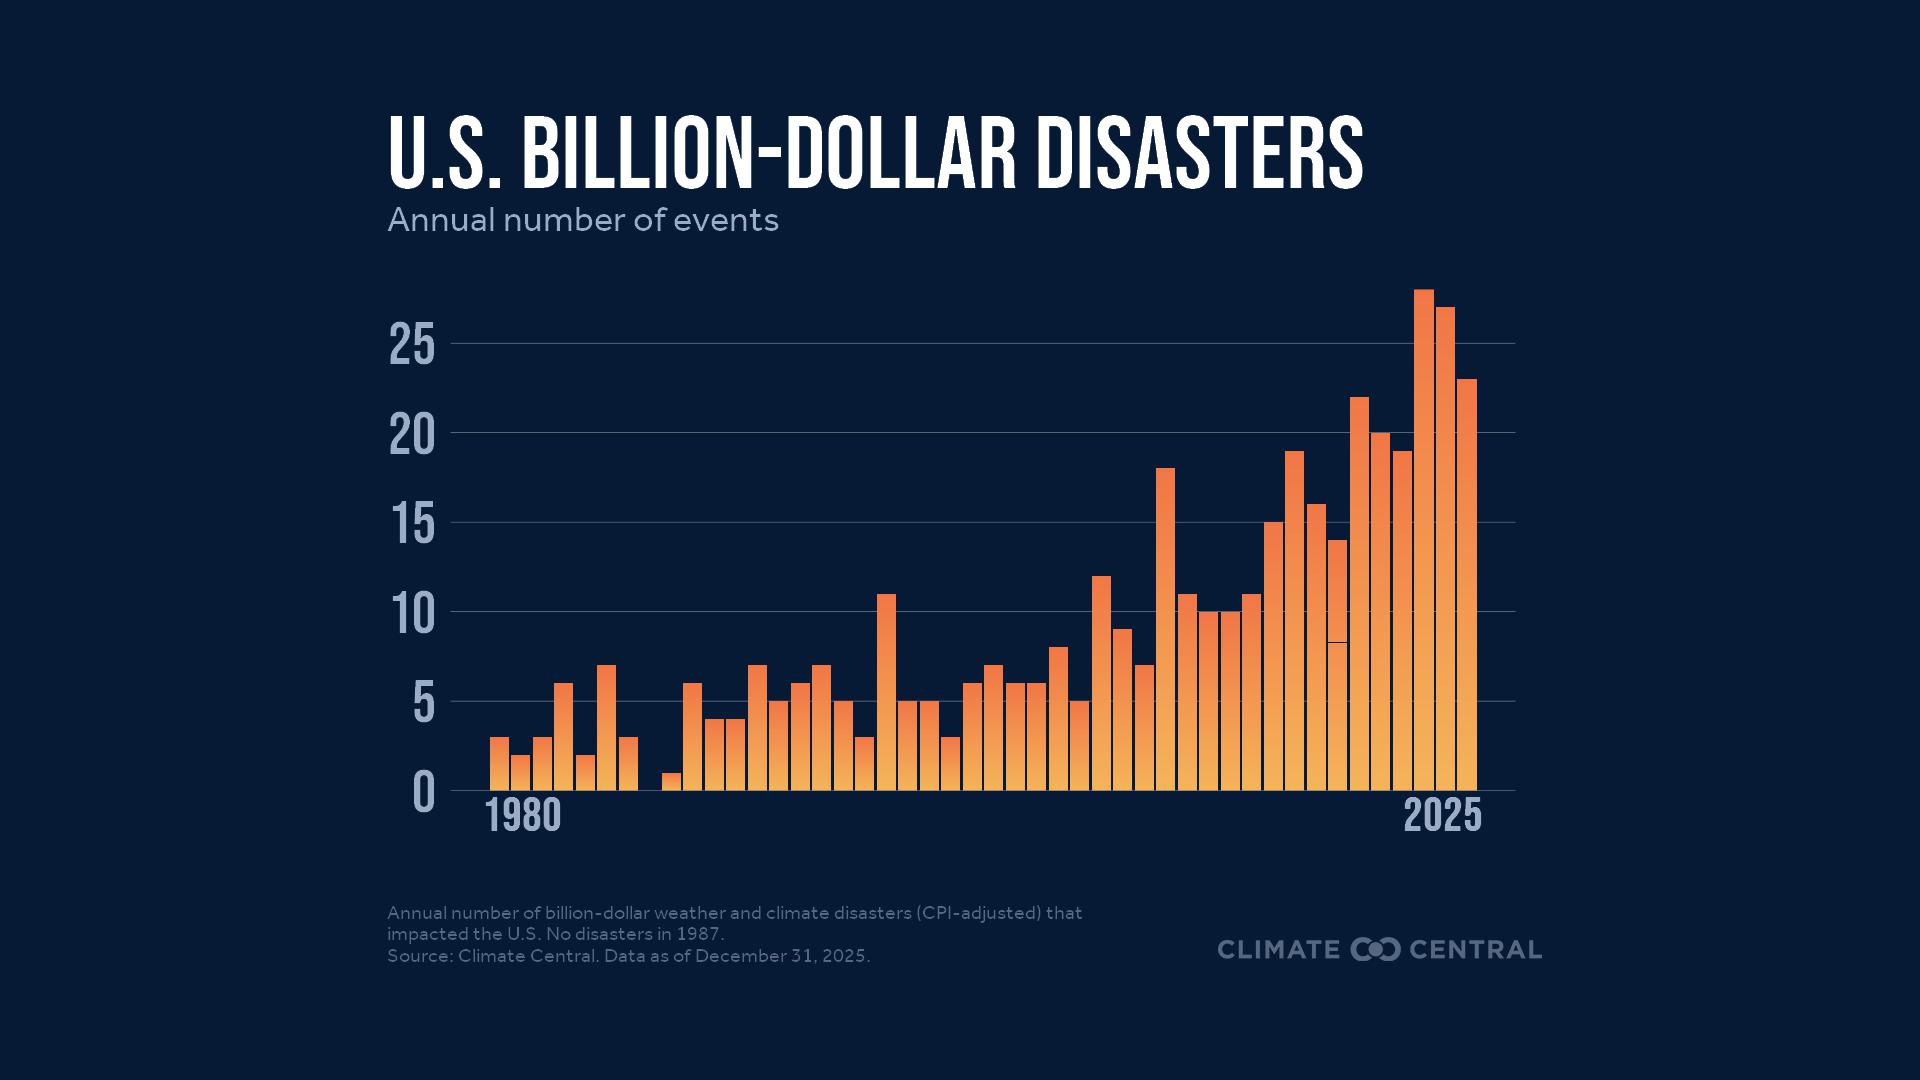 U.S. BILLION-DOLLAR DISASTERS
Annual number of events
25
20
15
10
5
0
1980
2025
Annual number of billion-dollar weather and climate disasters (CPI-adjusted) that
impacted the U.S. No disasters in 1987.
Source: Climate Central. Data as of December 31, 2025.
CLIMATE CENTRAL